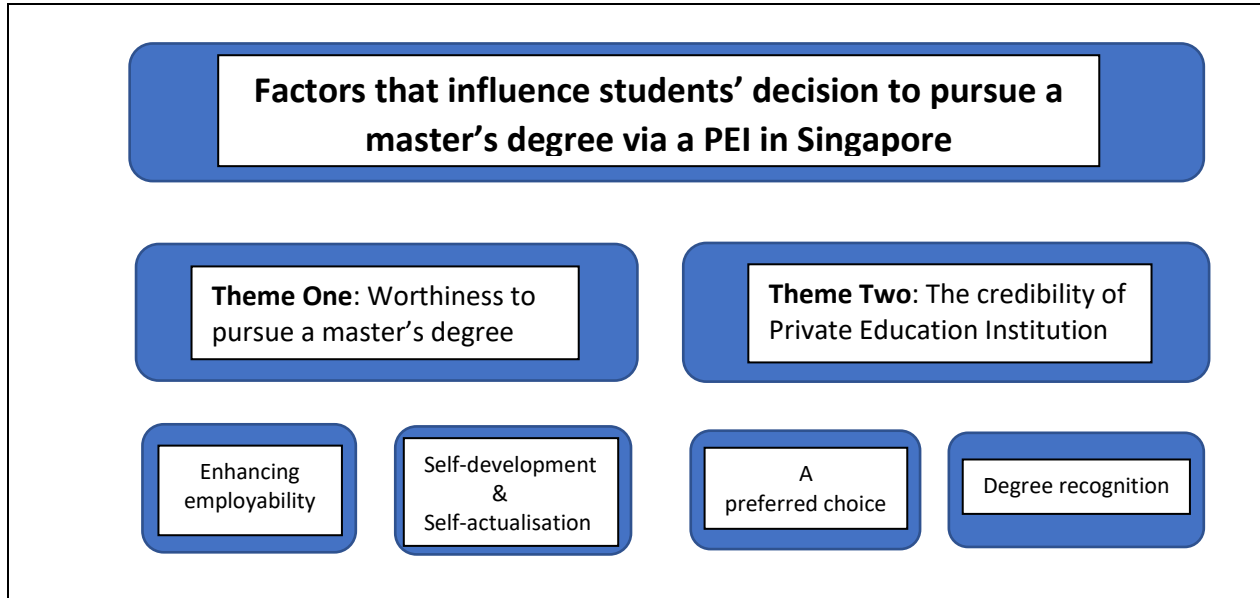 Factors that influence students’ decision to pursue a
master’s degree via a PEI in Singapore
Theme One: Worthiness to
pursue a master’s degree
Theme Two: The credibility of
Private Education Institution
Enhancing
employability
Self-development
&
Self-actualisation
A
preferred choice
Degree recognition